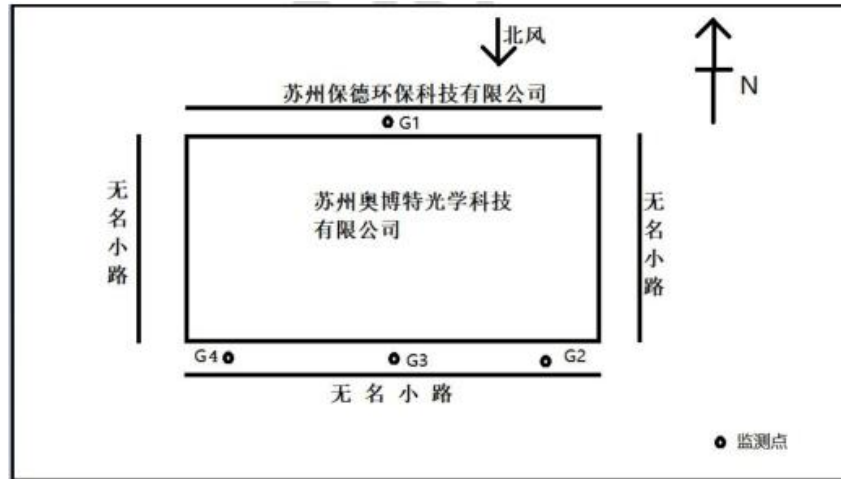 北风
N
苏州保德环保科技有限公司
G1
苏州奥博特光学科技
有限公司
无名小路
无名小路
G4
G3
G2
无名小路
监测点